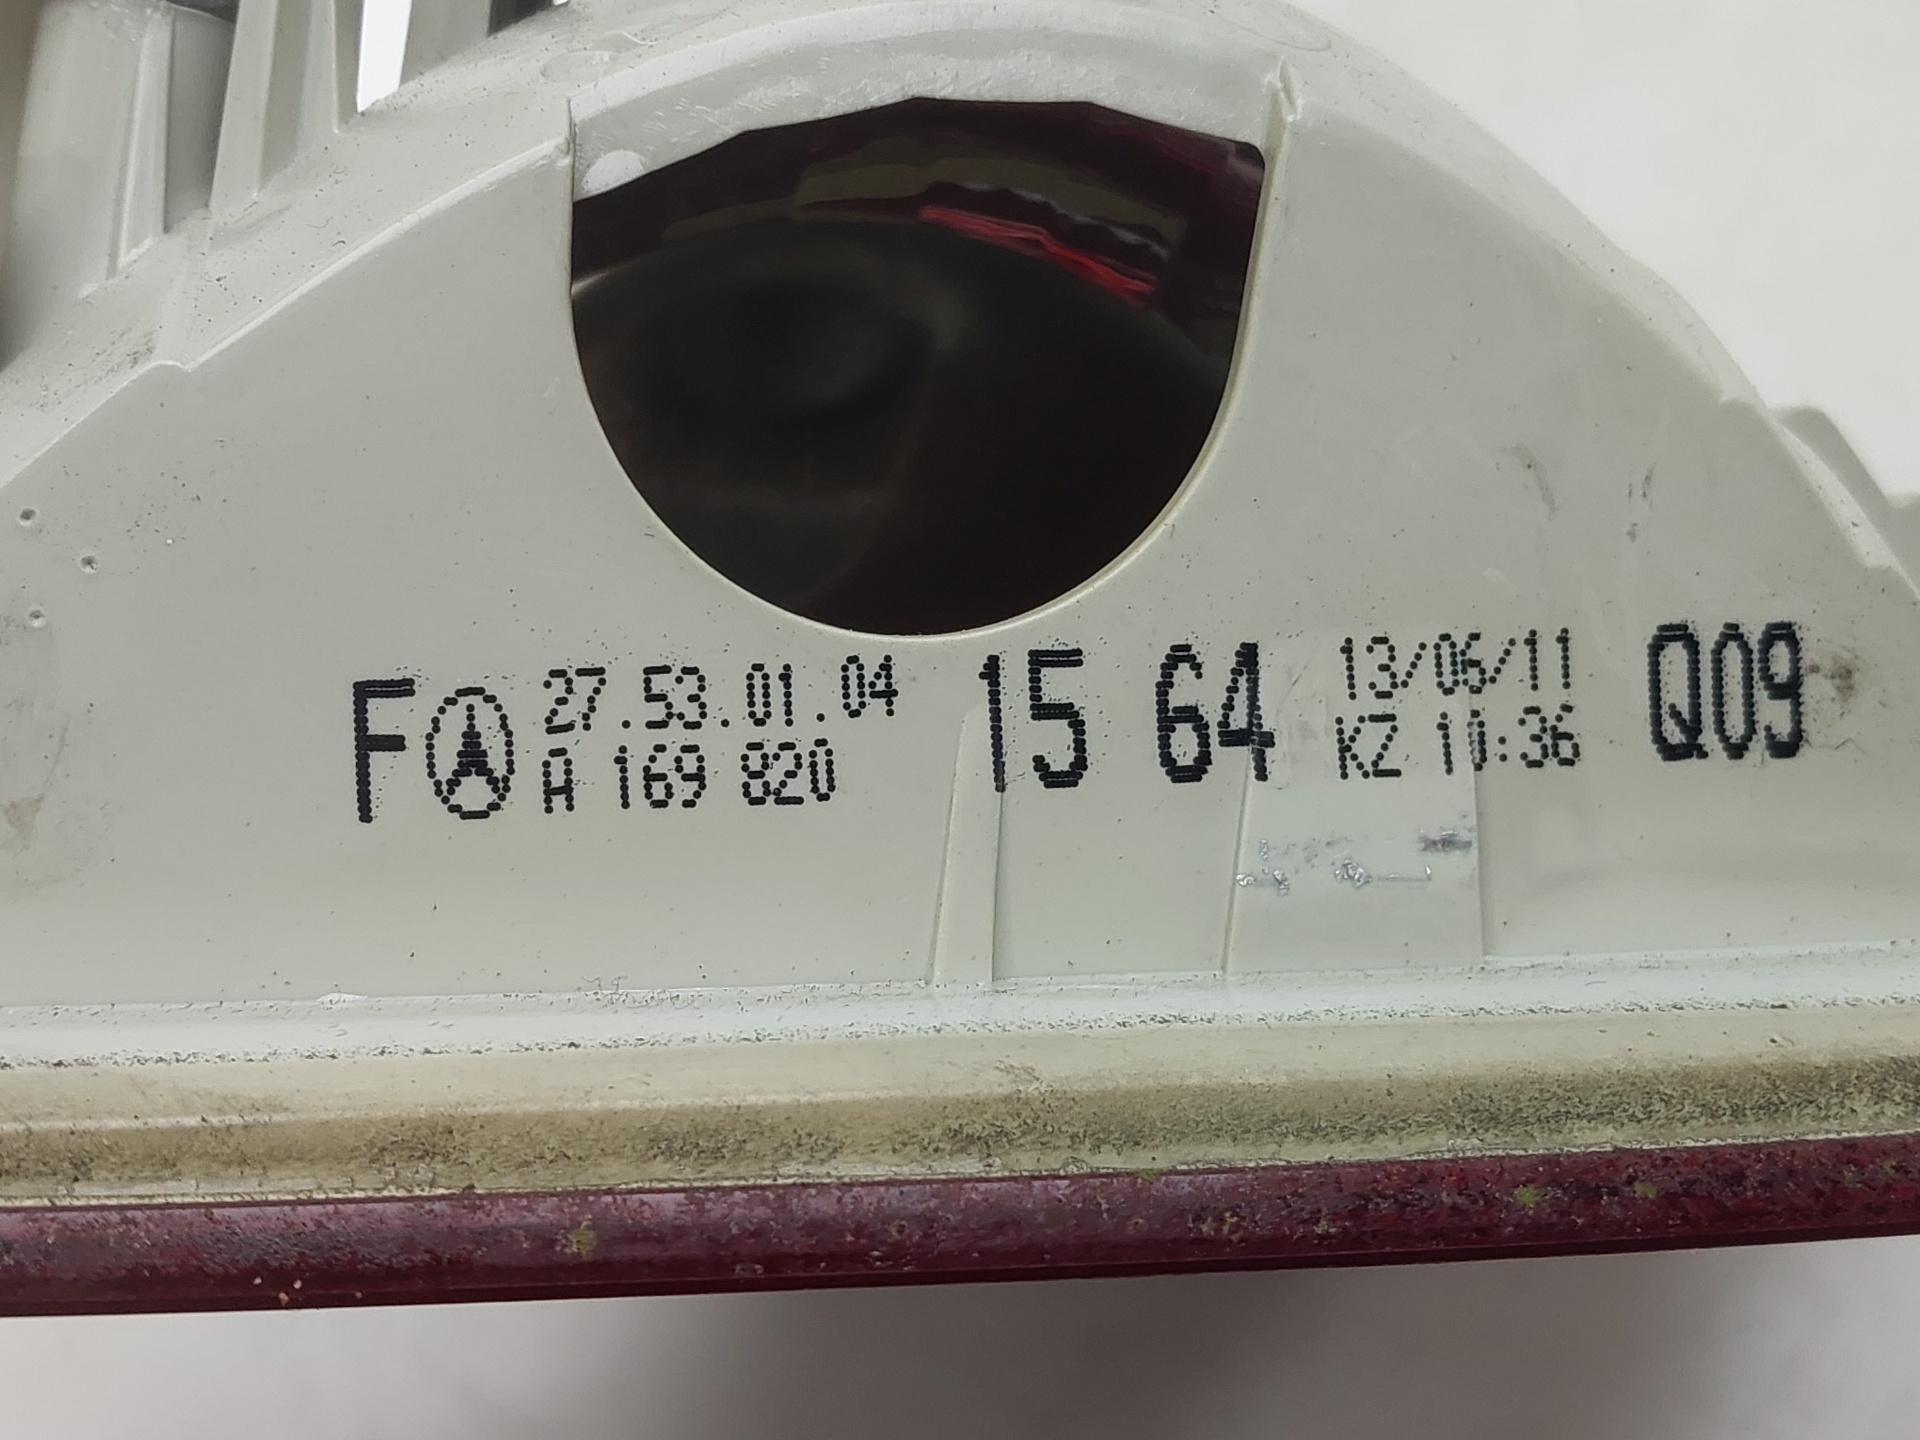 F 27.53.01.04 15 64 13/06/11 Q09
A 169 820 KZ 10:36